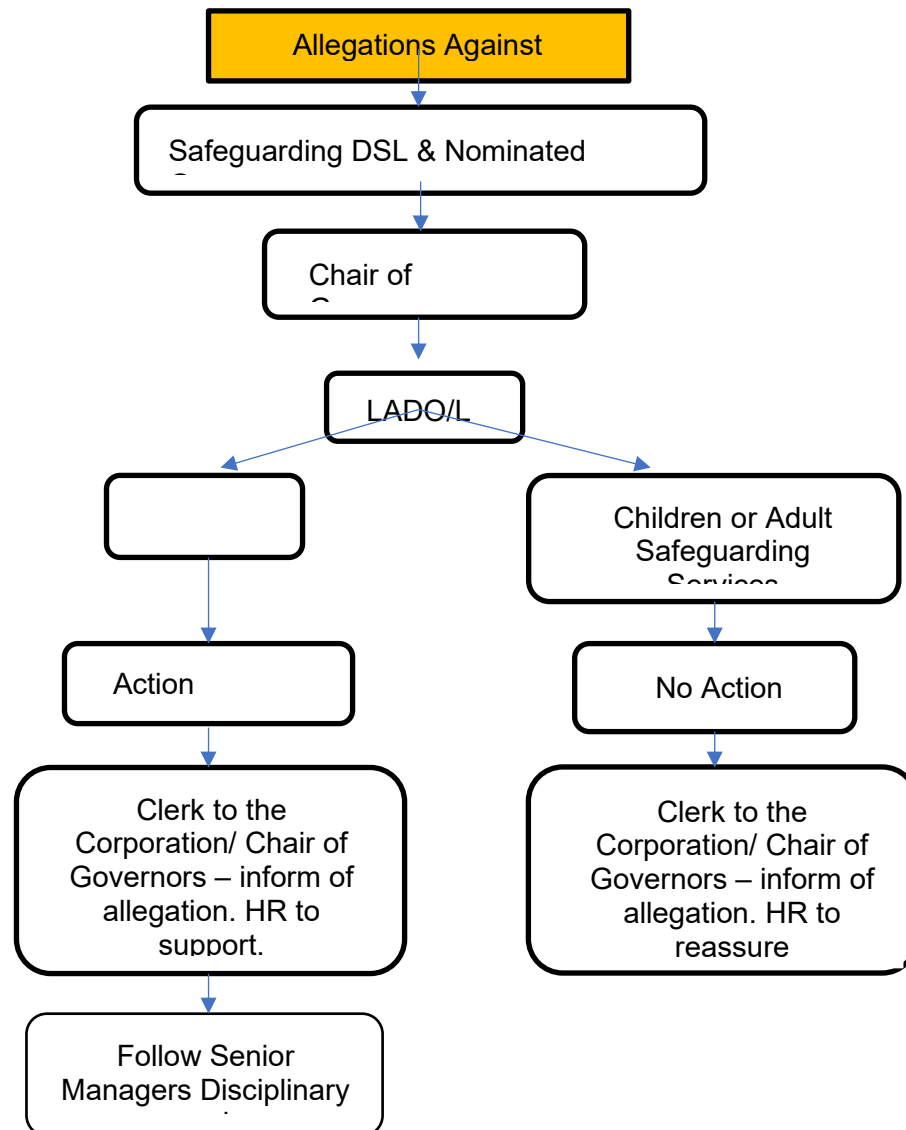 Allegations Against
Safeguarding DSL & Nominated
Chair of
LADO/L
Children or Adult
Safeguarding
Services
Action
No Action
Clerk to the
Corporation/ Chair of
Governors – inform of
allegation. HR to
support.
Clerk to the
Corporation/ Chair of
Governors – inform of
allegation. HR to
reassure
Follow Senior
Managers Disciplinary